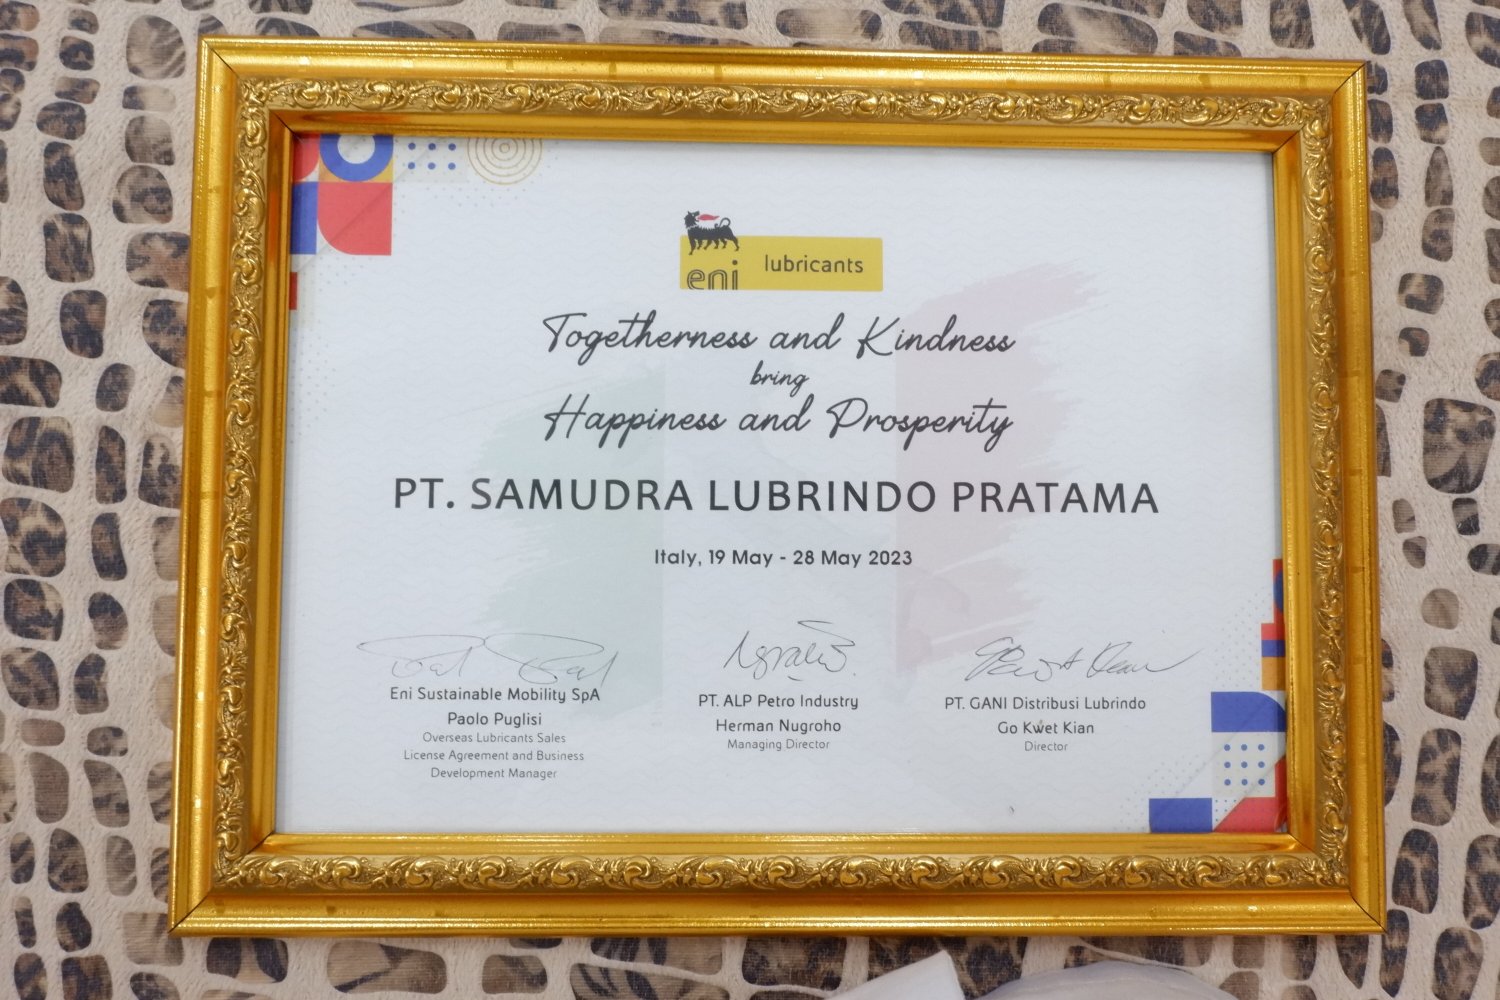 eni lubricants
Togetherness and Kindness
bring
Happiness and Prosperity
PT. SAMUDRA LUBRINDO PRATAMA
Italy, 19 May - 28 May 2023
Eni Sustainable Mobility SpA
Paolo Puglisi
Overseas Lubricants Sales
License Agreement and Business
Development Manager
PT. ALP Petro Industry
Herman Nugroho
Managing Director
PT. GANI Distribusi Lubrindo
Go Kwet Kian
Director